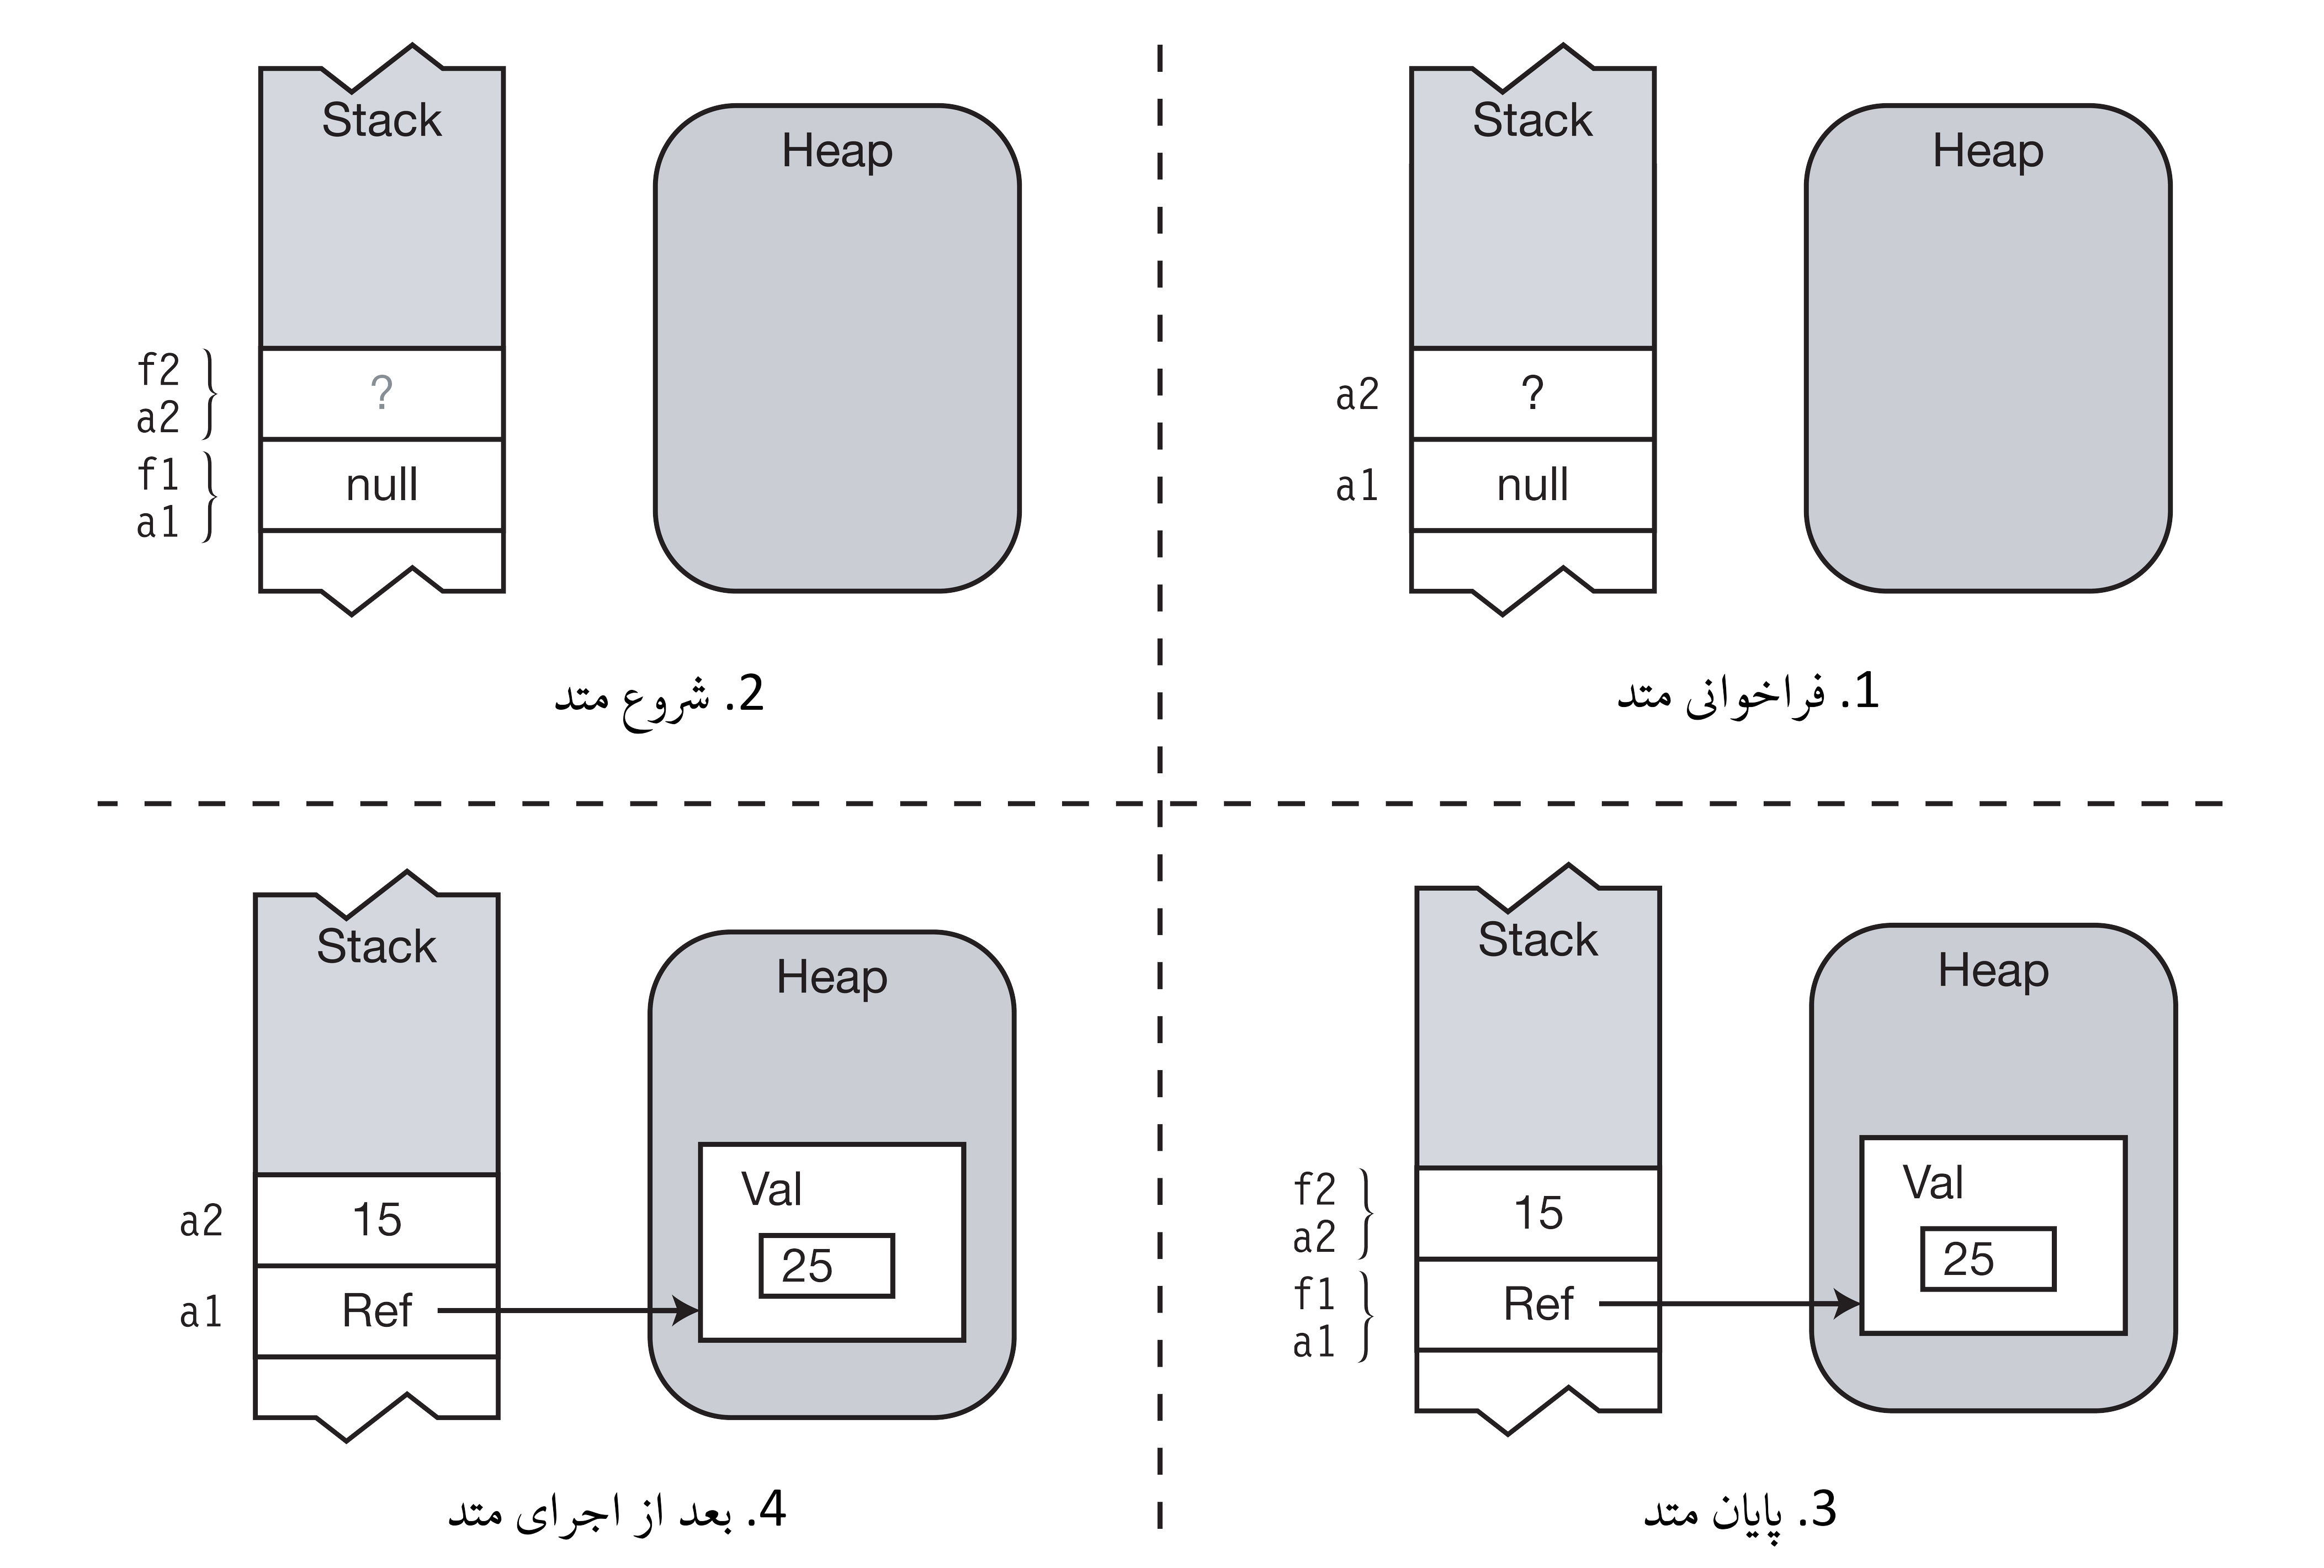 Stack
Heap
a2
?
a1
null
1. فراخوانی متد
Stack
Heap
f2
a2
?
f1
a1
null
2. شروع متد
Stack
Heap
Val
25
f2
a2
15
f1
a1
Ref
3. پایان متد
Stack
Heap
Val
25
a2
15
a1
Ref
4. بعد از اجرای متد